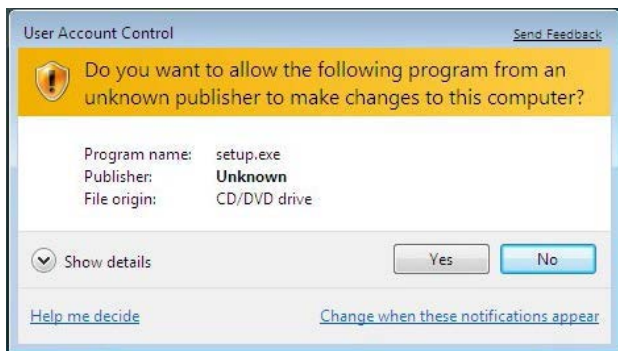 User Account Control
Send Feedback
Do you want to allow the following program from an
unknown publisher to make changes to this computer?
Program name: setup.exe
Publisher: Unknown
File origin: CD/DVD drive
Show details
Yes
No
Help me decide
Change when these notifications appear